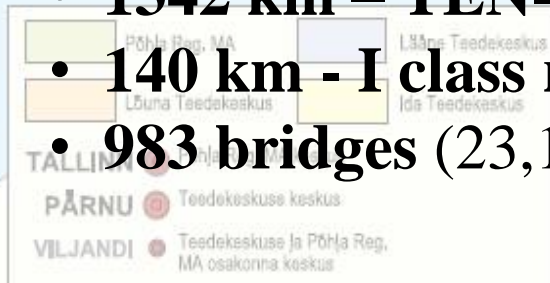 • 1342 km – TEN-
Põhja Reg, MA
Lääne Teedekeskus
• 140 km - I class
Lõuna Teedekeskus
Ida Teedekeskus
• 983 bridges (23,1
TALLINN
PÄRNU
Teedekeskuse keskus
VILJANDI
Teedekeskuse ja Põhja Reg,
MA osakonna keskus